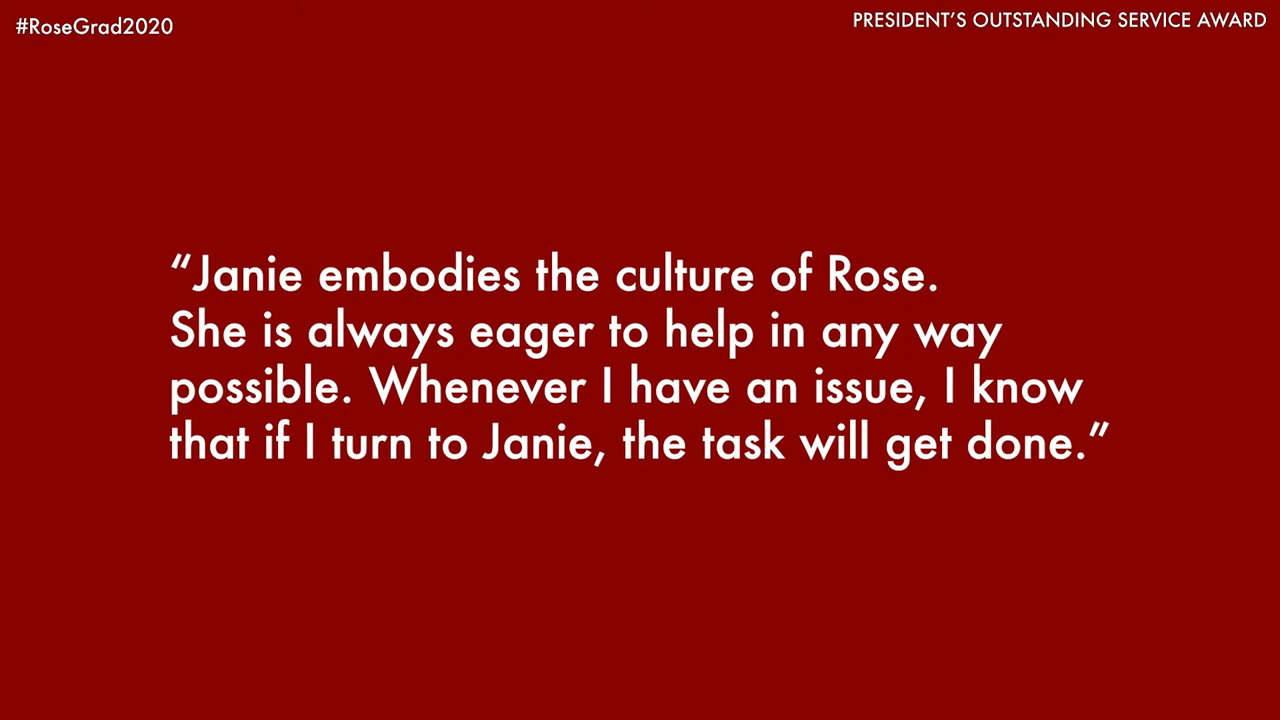 #RoseGrad2020
PRESIDENT’S OUTSTANDING SERVICE AWARD
“Janie embodies the culture of Rose.
She is always eager to help in any way
possible. Whenever I have an issue, I know
that if I turn to Janie, the task will get done.”